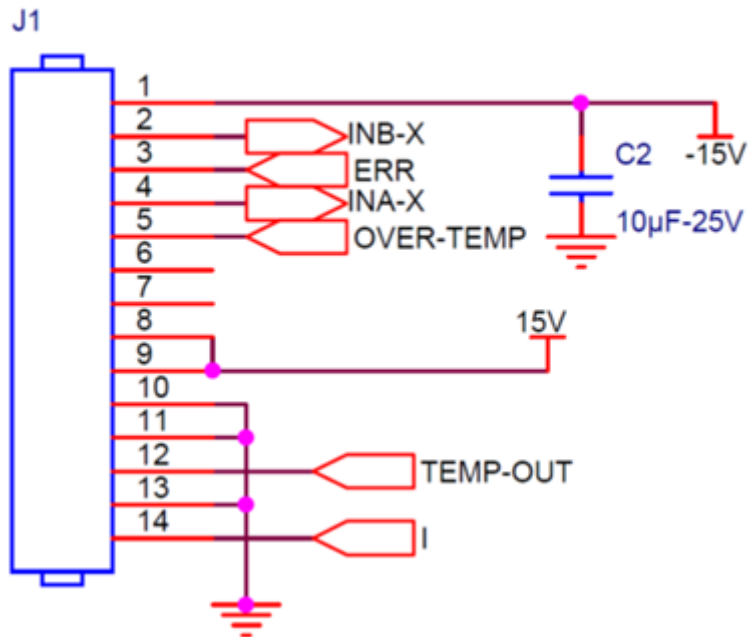 J1
1
2 INB-X
3 ERR
4 INA-X
5 OVER-TEMP
6
7
8
9
10
11
12 TEMP-OUT
13
14 I
C2
10µF-25V
-15V
15V